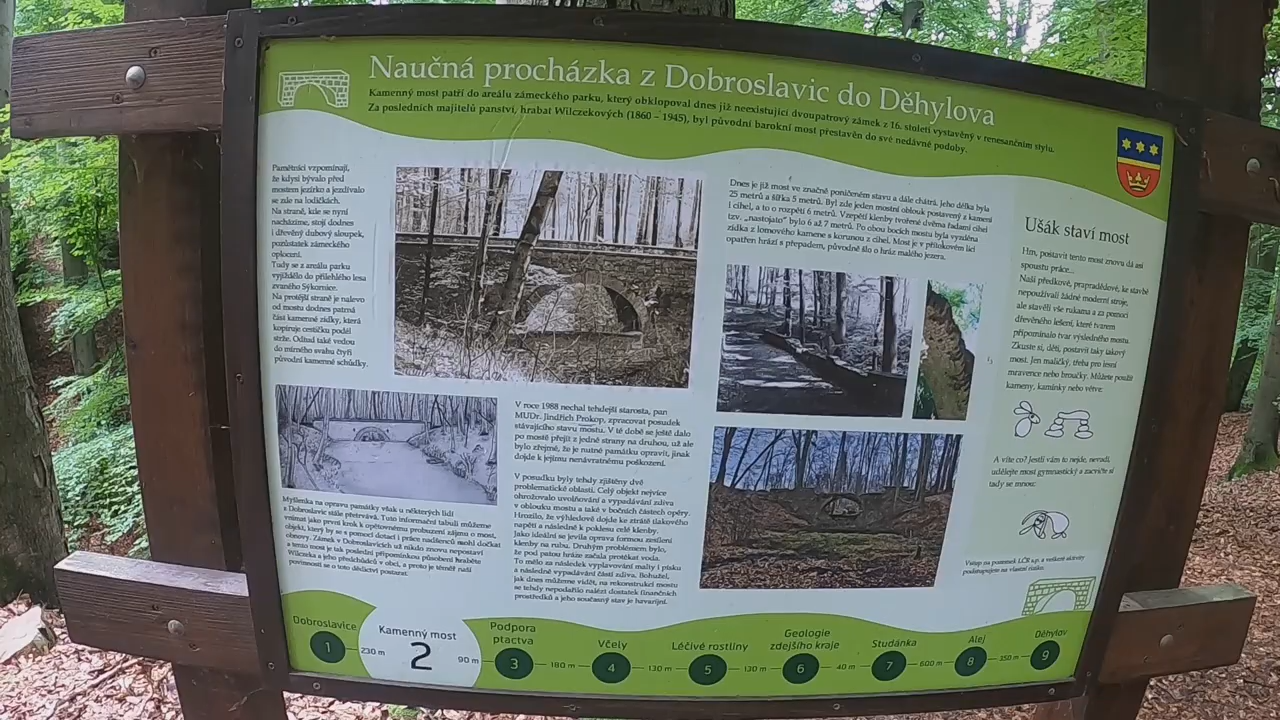 Naučná procházka z Dobroslavic do Děhylova
Kamenný most patří do areálu zámeckého parku, který obklopoval dnes již neexistující dvoupatrový zámek z 16. století vystavěný v renesančním stylu.
Za posledních majitelů panství, hrabat Wilczekových (1860 – 1945), byl původní barokní most přestavěn do své nedávné podoby.
Pamětníci vzpomínají,
že kdysi bývalo před
mostem jezírko a jezdívalo
se zde na lodičkách.
Na straně, kde se nyní
nacházíme, stojí dodnes
i dřevěný dubový sloupek,
pozůstatek zámeckého
oplocení.
Tudy se z areálu parku
vyjíždělo do přilehlého lesa
zvaného Sýkornice.
Na protější straně je nalevo
od mostu dodnes patrná
část kamenné zídky, která
kopíruje cestičku podél
strže. Odtud také vedou
do mírného svahu čtyři
původní kamenné schůdky.
Myšlenka na opravu památky však u některých lidí
z Dobroslavic stále přetrvává. Tuto informační tabuli můžeme
vnímat jako první krok k opětovnému probuzení zájmu o most,
objekt, který by se s pomocí dotací i práce nadšenců mohl dočkat
obnovy. Zámek v Dobroslavicích už nikdo znovu nepostaví
a tento most je tak poslední připomínkou působení hraběte
Wilczeka a jeho předchůdců v obci, a proto je téměř naší
povinností se o toto dědictví postarat.
V roce 1988 nechal tehdejší starosta, pan
MUDr. Jindřich Prokop, zpracovat posudek
stávajícího stavu mostu. V té době se ještě dalo
po mostě přejít z jedné strany na druhou, už ale
bylo zřejmé, že je nutné památku opravit, jinak
dojde k jejímu nenávratnému poškození.
V posudku byly tehdy zjištěny dvě
problematické oblasti. Celý objekt nejvíce
ohrožovalo uvolňování a vypadávání zdiva
v oblouku mostu a také v bočních částech opěry.
Hrozilo, že výhledově dojde ke ztrátě tlakového
napětí a následně k poklesu celé klenby.
Jako ideální se jevila oprava formou zesílení
klenby na rubu. Druhým problémem bylo,
že pod patou hráze začala protékat voda.
To mělo za následek vyplavování malty i písku
a následně vypadávání částí zdiva. Bohužel,
jak dnes můžeme vidět, na rekonstrukci mostu
se tehdy nepodařilo nalézt dostatek finančních
prostředků a jeho současný stav je havarijní.
Dnes je již most ve značně poničeném stavu a dále chátrá. Jeho délka byla
25 metrů a šířka 5 metrů. Byl zde jeden mostní oblouk postavený z kamení
i cihel, a to o rozpětí 6 metrů. Vzepětí klenby tvořené dvěma řadami cihel
tzv. „nastojato" bylo 6 až 7 metrů. Po obou bocích mostu byla vyzděna
zídka z lomového kamene s korunou z cihel. Most je v přítokovém líci
opatřen hrází s přepadem, původně šlo o hráz malého jezera.
Ušák staví most
Hm, postavit tento most znovu dá asi
spoustu práce...
Naši předkové, prapradědové, ke stavbě
nepoužívali žádné moderní stroje,
ale stavěli vše rukama a za pomoci
dřevěného lešení, které tvarem
připomínalo tvar výsledného mostu.
Zkuste si, děti, postavit taky takový
most. Jen maličký, třeba pro lesní
mravence nebo broučky. Můžete použít
kameny, kamínky nebo větve.
A víte co? Jestli vám to nejde, nevadí,
udělejte most gymnastický a zacvičte si
tady se mnou:
Vstup na pozemek LČR s.p. a veškeré aktivity
podstupujete na vlastní riziko.
Dobroslavice
1
230 m
Kamenný most
2
90 m
Podpora
ptactva
3
180 m
Včely
4
130 m
Léčivé rostliny
5
130 m
Geologie
zdejšího kraje
6
40 m
Studánka
7
600 m
Alej
8
350 m
Děhylov
9